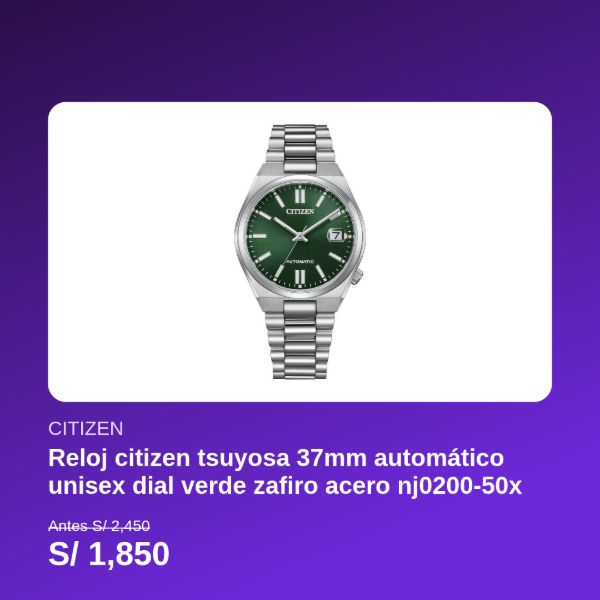 CITIZEN
AUTOMATIC
7
CITIZEN
Reloj citizen tsuyosa 37mm automático
unisex dial verde zafiro acero nj0200-50x
Antes S/ 2,450
S/ 1,850